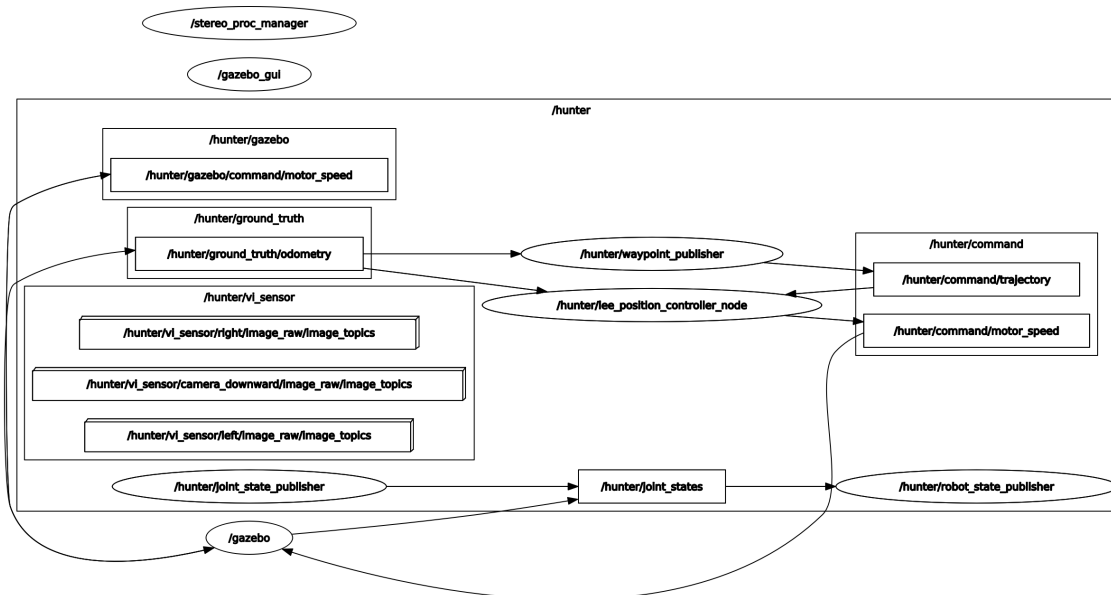 /stereo_proc_manager
/gazebo_gui
/hunter
/hunter/gazebo
/hunter/gazebo/command/motor_speed
/hunter/ground_truth
/hunter/ground_truth/odometry
/hunter/waypoint_publisher
/hunter/command
/hunter/command/trajectory
/hunter/vi_sensor
/hunter/lee_position_controller_node
/hunter/vi_sensor/right/image_raw/image_topics
/hunter/command/motor_speed
/hunter/vi_sensor/camera_downward/image_raw/image_topics
/hunter/vi_sensor/left/image_raw/image_topics
/hunter/joint_state_publisher
/hunter/joint_states
/hunter/robot_state_publisher
/gazebo